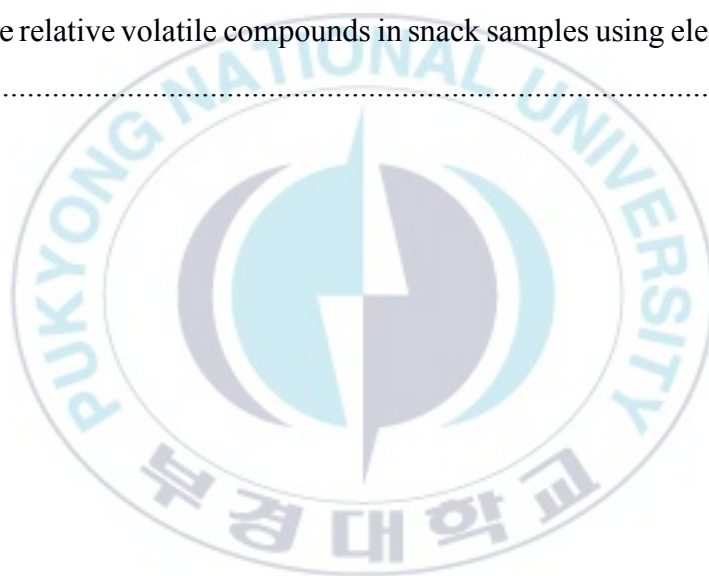 e relative volatile compounds in snack samples using ele
................................................................................
PUKYONG NATIONAL UNIVERSITY
부경대학교